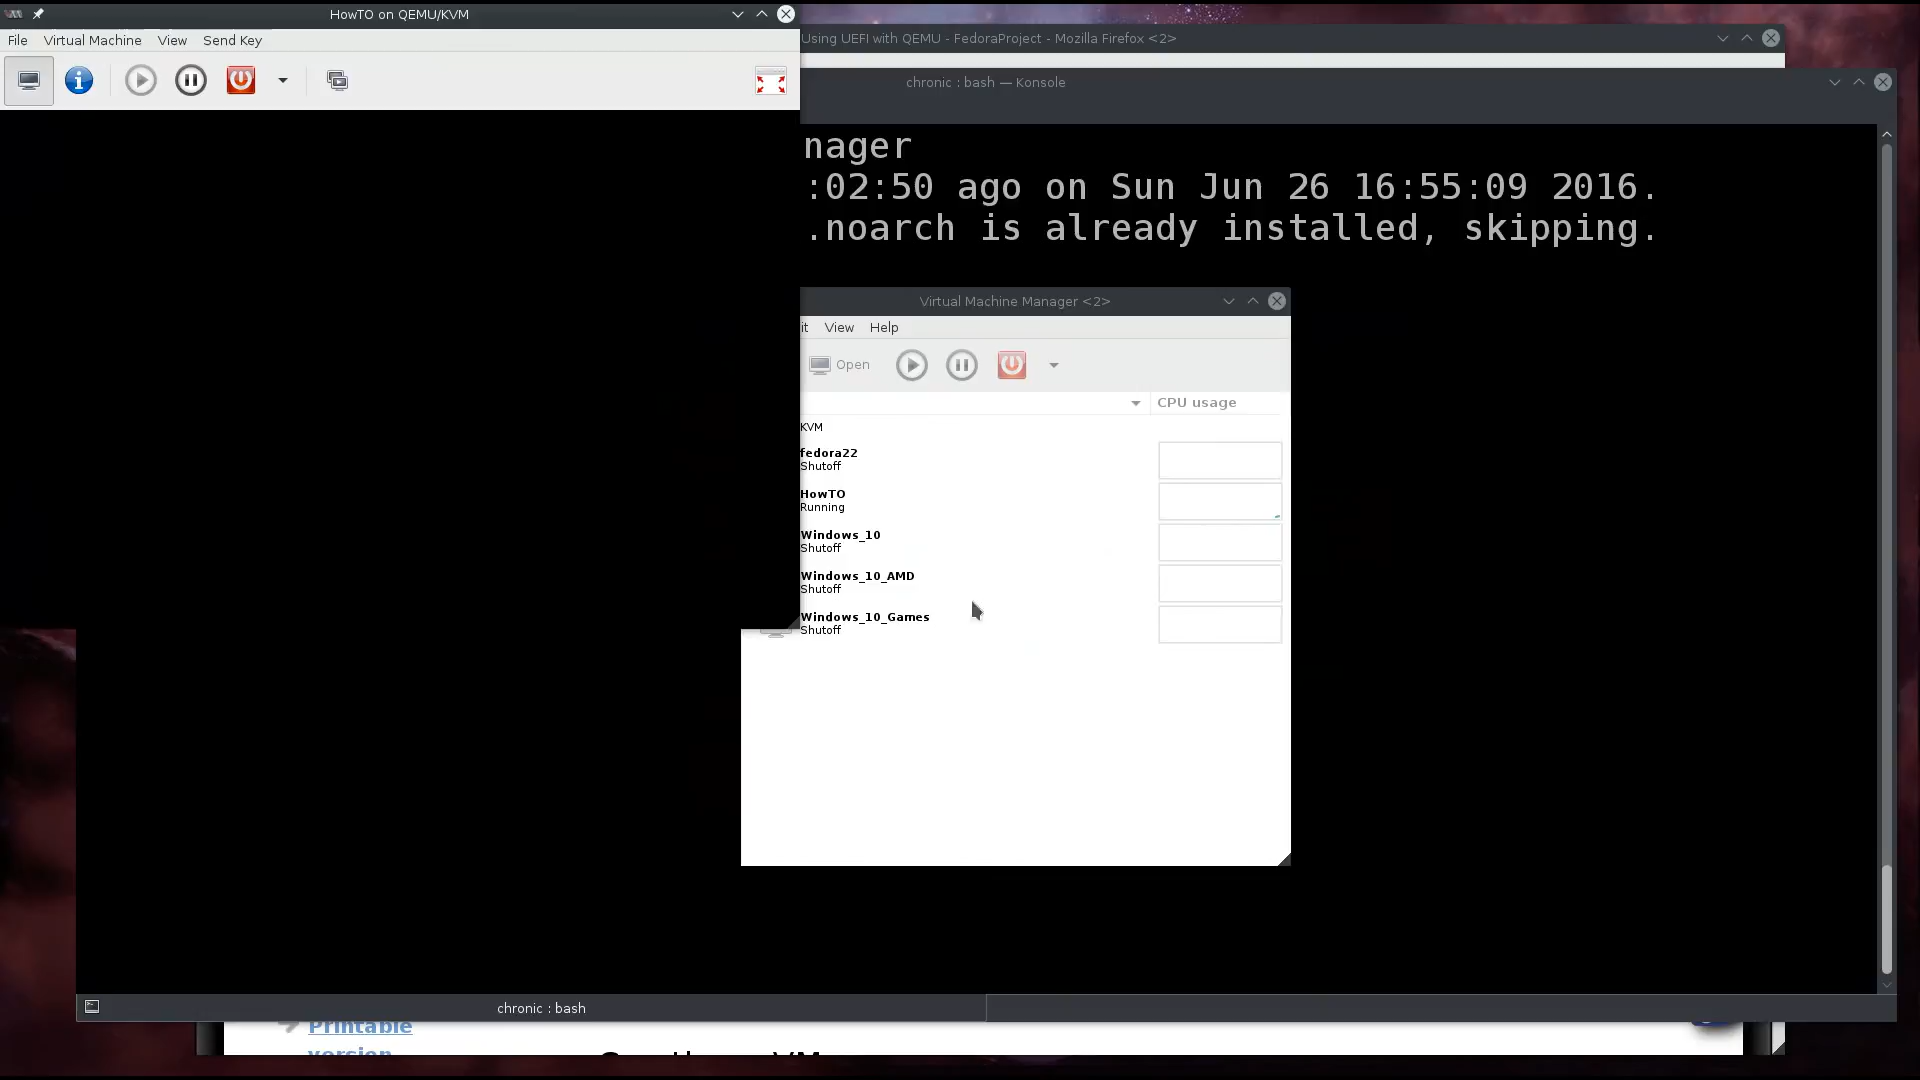 HowTO on QEMU/KVM
File Virtual Machine View Send Key
Using UEFI with QEMU - FedoraProject - Mozilla Firefox <2>
chronic : bash — Konsole
nager
:02:50 ago on Sun Jun 26 16:55:09 2016.
.noarch is already installed, skipping.
Virtual Machine Manager <2>
it View Help
Open
CPU usage
KVM
fedora22
Shutoff
HowTO
Running
Windows_10
Shutoff
Windows_10_AMD
Shutoff
Windows_10_Games
Shutoff
chronic : bash
Printable
version